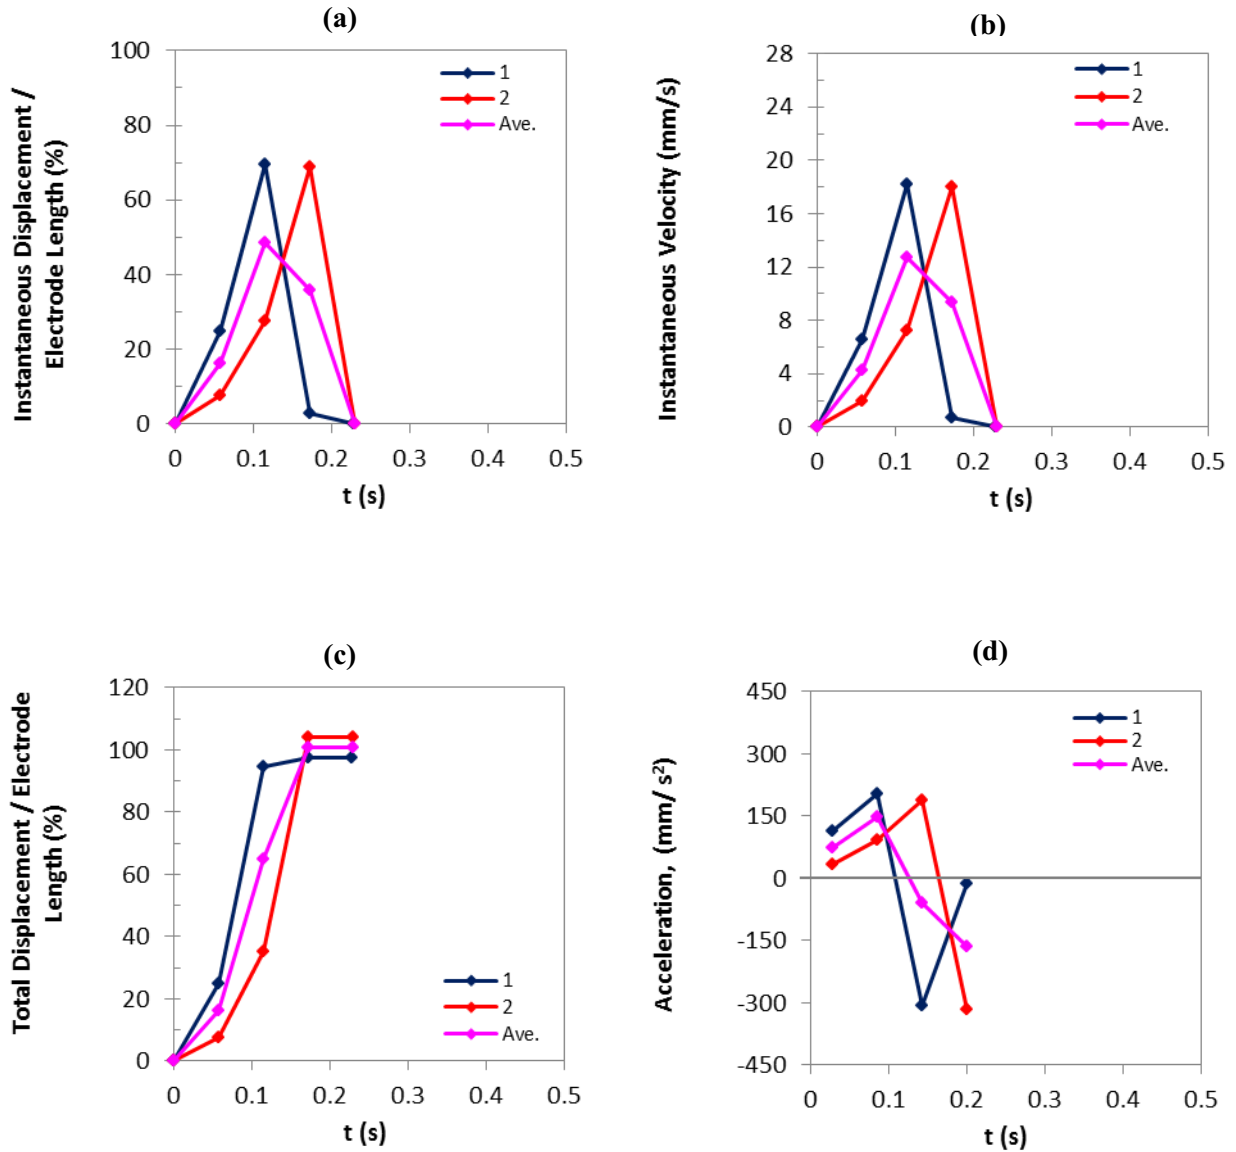 (a)
Instantaneous Displacement /
Electrode Length (%)
100
80
60
40
20
0
0 0.1 0.2 0.3 0.4 0.5
t (s)
1
2
Ave.
(b)
Instantaneous Velocity (mm/s)
28
24
20
16
12
8
4
0
0 0.1 0.2 0.3 0.4 0.5
t (s)
1
2
Ave.
(c)
Total Displacement / Electrode
Length (%)
120
100
80
60
40
20
0
0 0.1 0.2 0.3 0.4 0.5
t (s)
1
2
Ave.
(d)
Acceleration, (mm/ s²)
450
300
150
0
-150
-300
-450
0 0.1 0.2 0.3 0.4 0.5
t (s)
1
2
Ave.